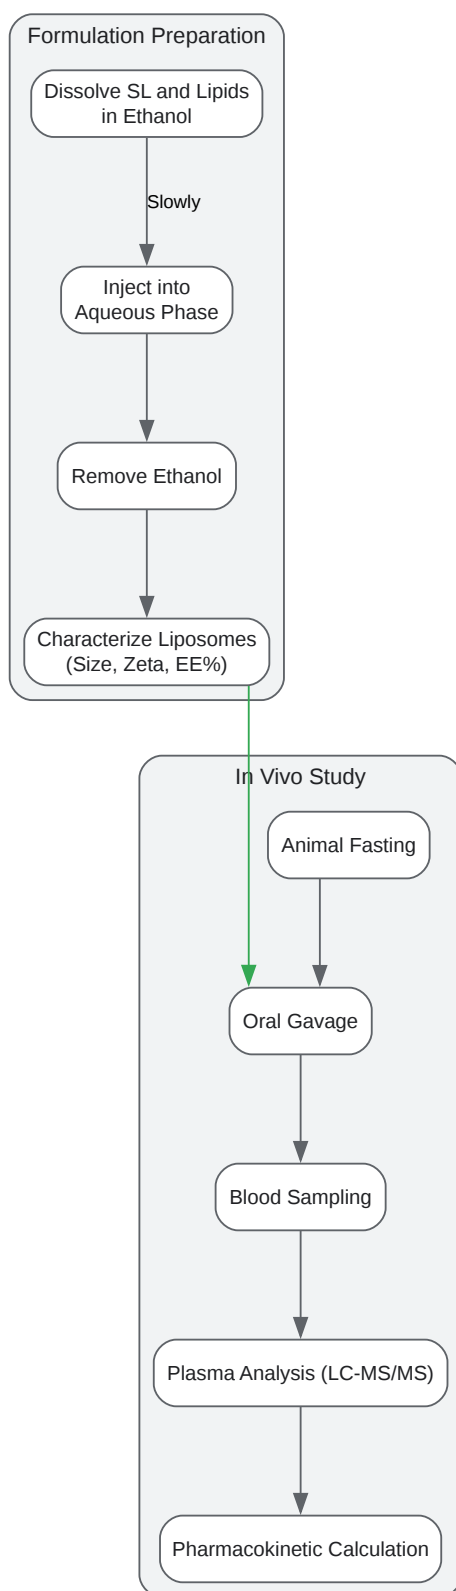 Formulation Preparation
Dissolve SL and Lipids
in Ethanol
Slowly
Inject into
Aqueous Phase
Remove Ethanol
Characterize Liposomes
(Size, Zeta, EE%)
In Vivo Study
Animal Fasting
Oral Gavage
Blood Sampling
Plasma Analysis (LC-MS/MS)
Pharmacokinetic Calculation